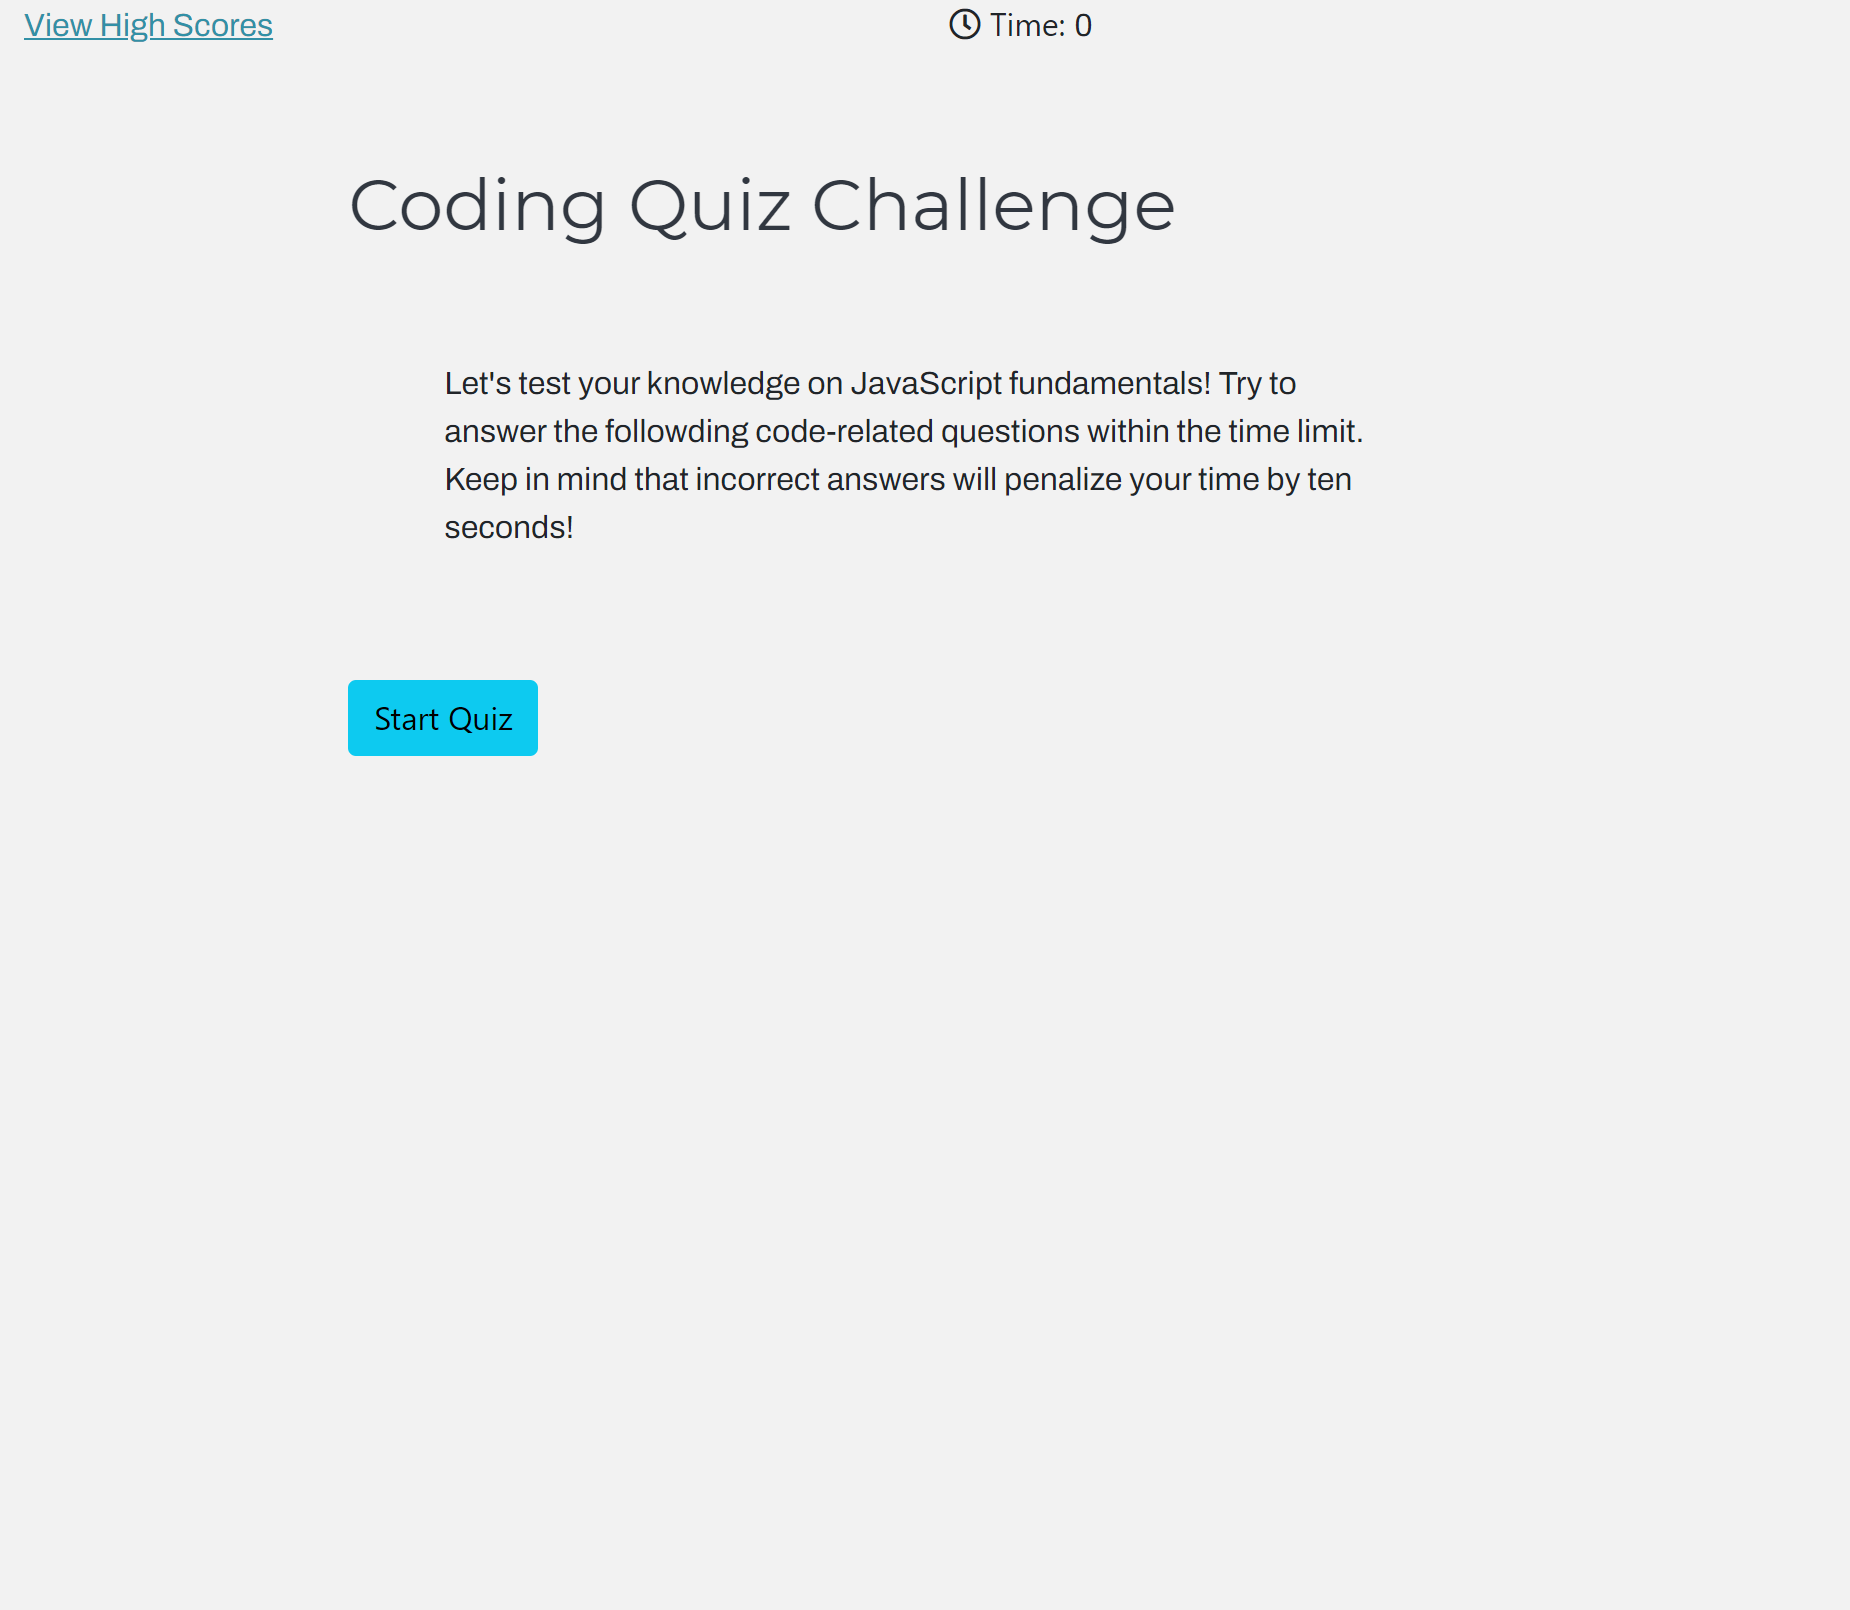 View High Scores
Time: 0
Coding Quiz Challenge
Let's test your knowledge on JavaScript fundamentals! Try to
answer the followding code-related questions within the time limit.
Keep in mind that incorrect answers will penalize your time by ten
seconds!
Start Quiz